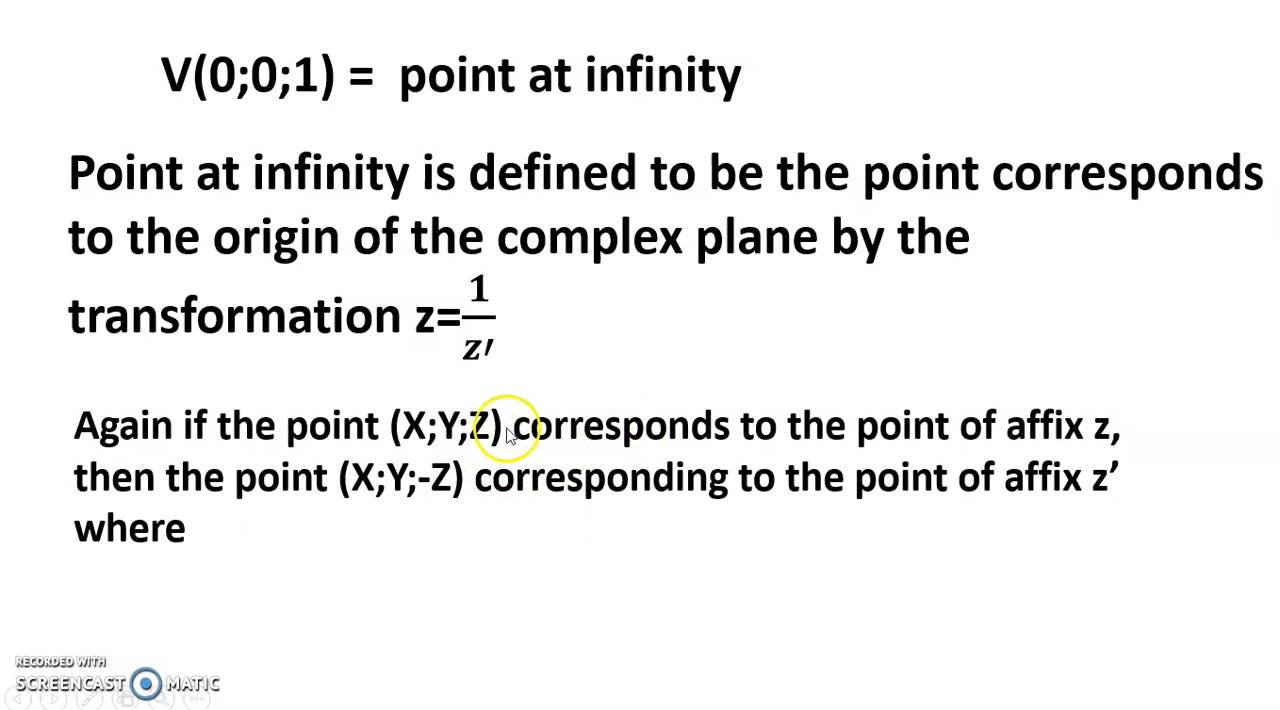 V(0;0;1) = point at infinity
Point at infinity is defined to be the point corresponds
to the origin of the complex plane by the
transformation z=1/z′
Again if the point (X;Y;Z) corresponds to the point of affix z,
then the point (X;Y;-Z) corresponding to the point of affix z’
where
RECORDED WITH
SCREENCAST MATIC